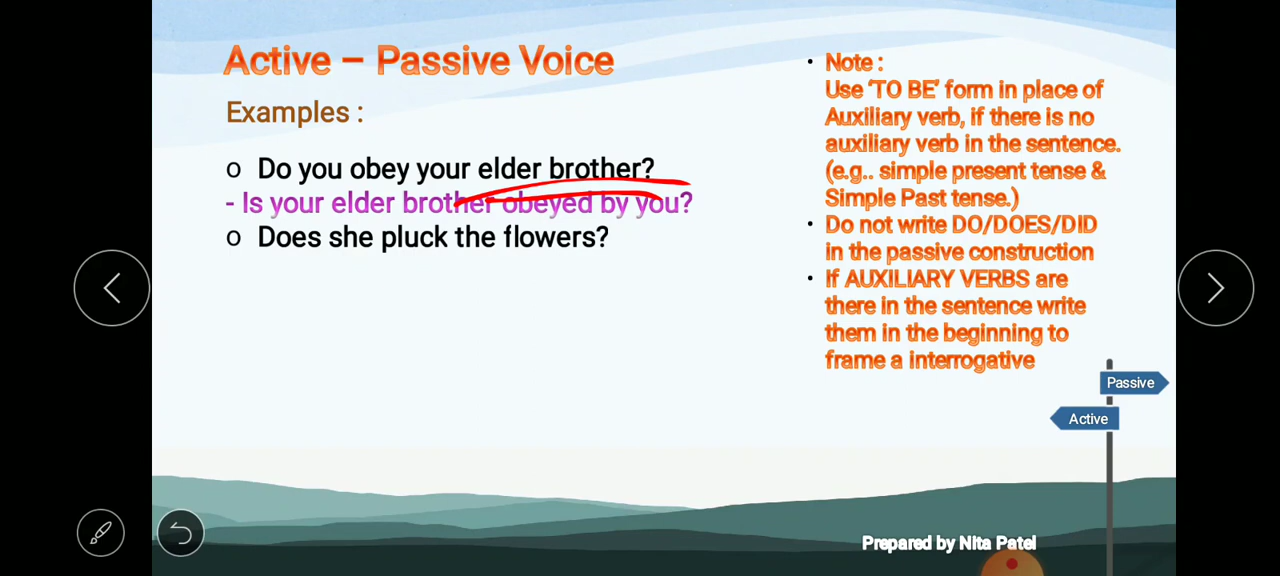 Active – Passive Voice
Examples :
o Do you obey your elder brother?
- Is your elder brother obeyed by you?
o Does she pluck the flowers?
• Note :
Use ‘TO BE’ form in place of
Auxiliary verb, if there is no
auxiliary verb in the sentence.
(e.g.. simple present tense &
Simple Past tense.)
• Do not write DO/DOES/DID
in the passive construction
• If AUXILIARY VERBS are
there in the sentence write
them in the beginning to
frame a interrogative
Passive
Active
Prepared by Nita Patel